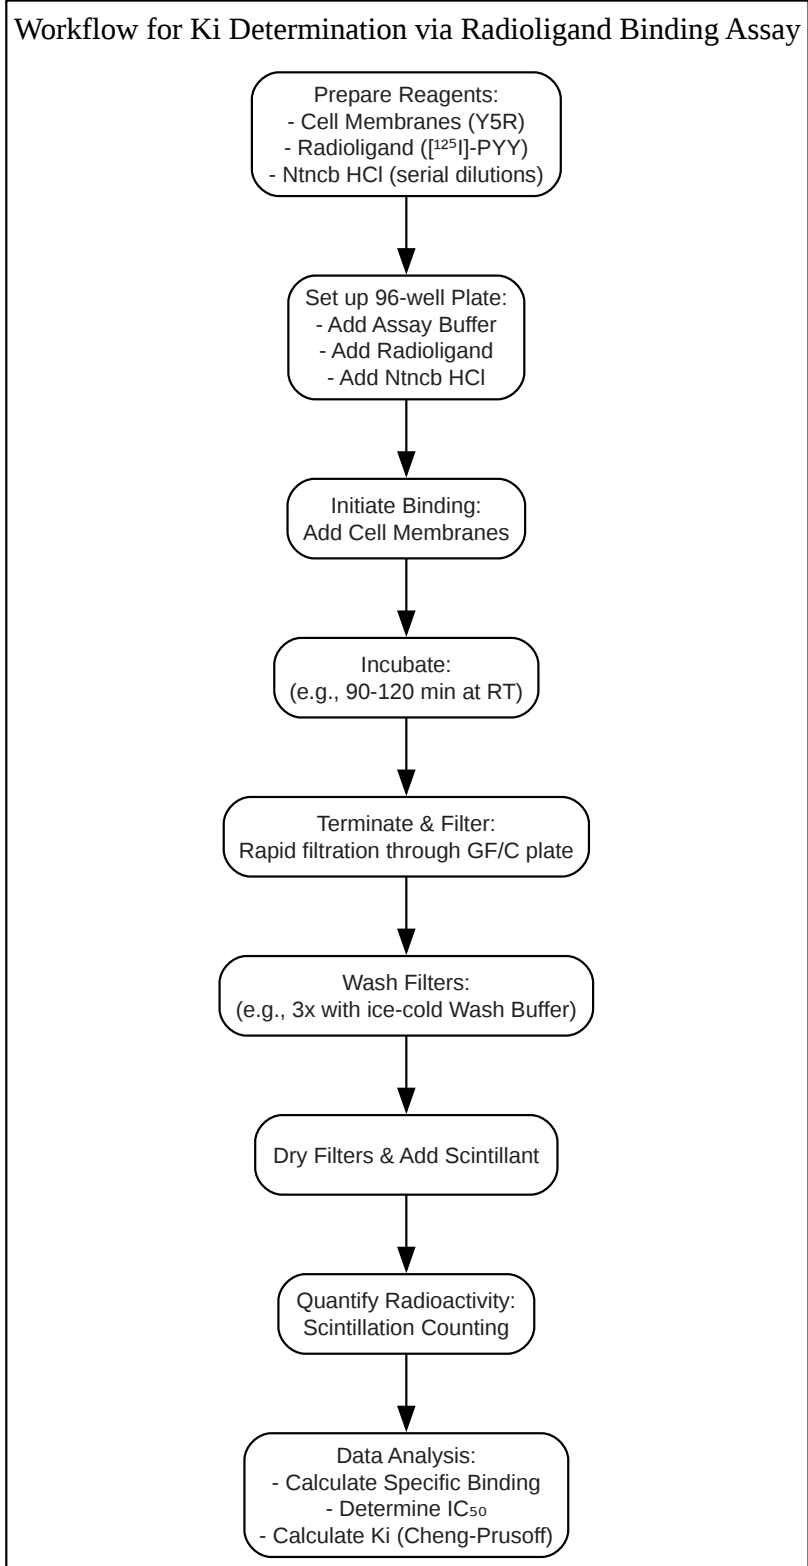 Workflow for Ki Determination via Radioligand Binding Assay
Prepare Reagents:
- Cell Membranes (Y5R)
- Radioligand ([¹²⁵I]-PYY)
- Ntncb HCl (serial dilutions)
Set up 96-well Plate:
- Add Assay Buffer
- Add Radioligand
- Add Ntncb HCl
Initiate Binding:
Add Cell Membranes
Incubate:
(e.g., 90-120 min at RT)
Terminate & Filter:
Rapid filtration through GF/C plate
Wash Filters:
(e.g., 3x with ice-cold Wash Buffer)
Dry Filters & Add Scintillant
Quantify Radioactivity:
Scintillation Counting
Data Analysis:
- Calculate Specific Binding
- Determine IC₅₀
- Calculate Ki (Cheng-Prusoff)